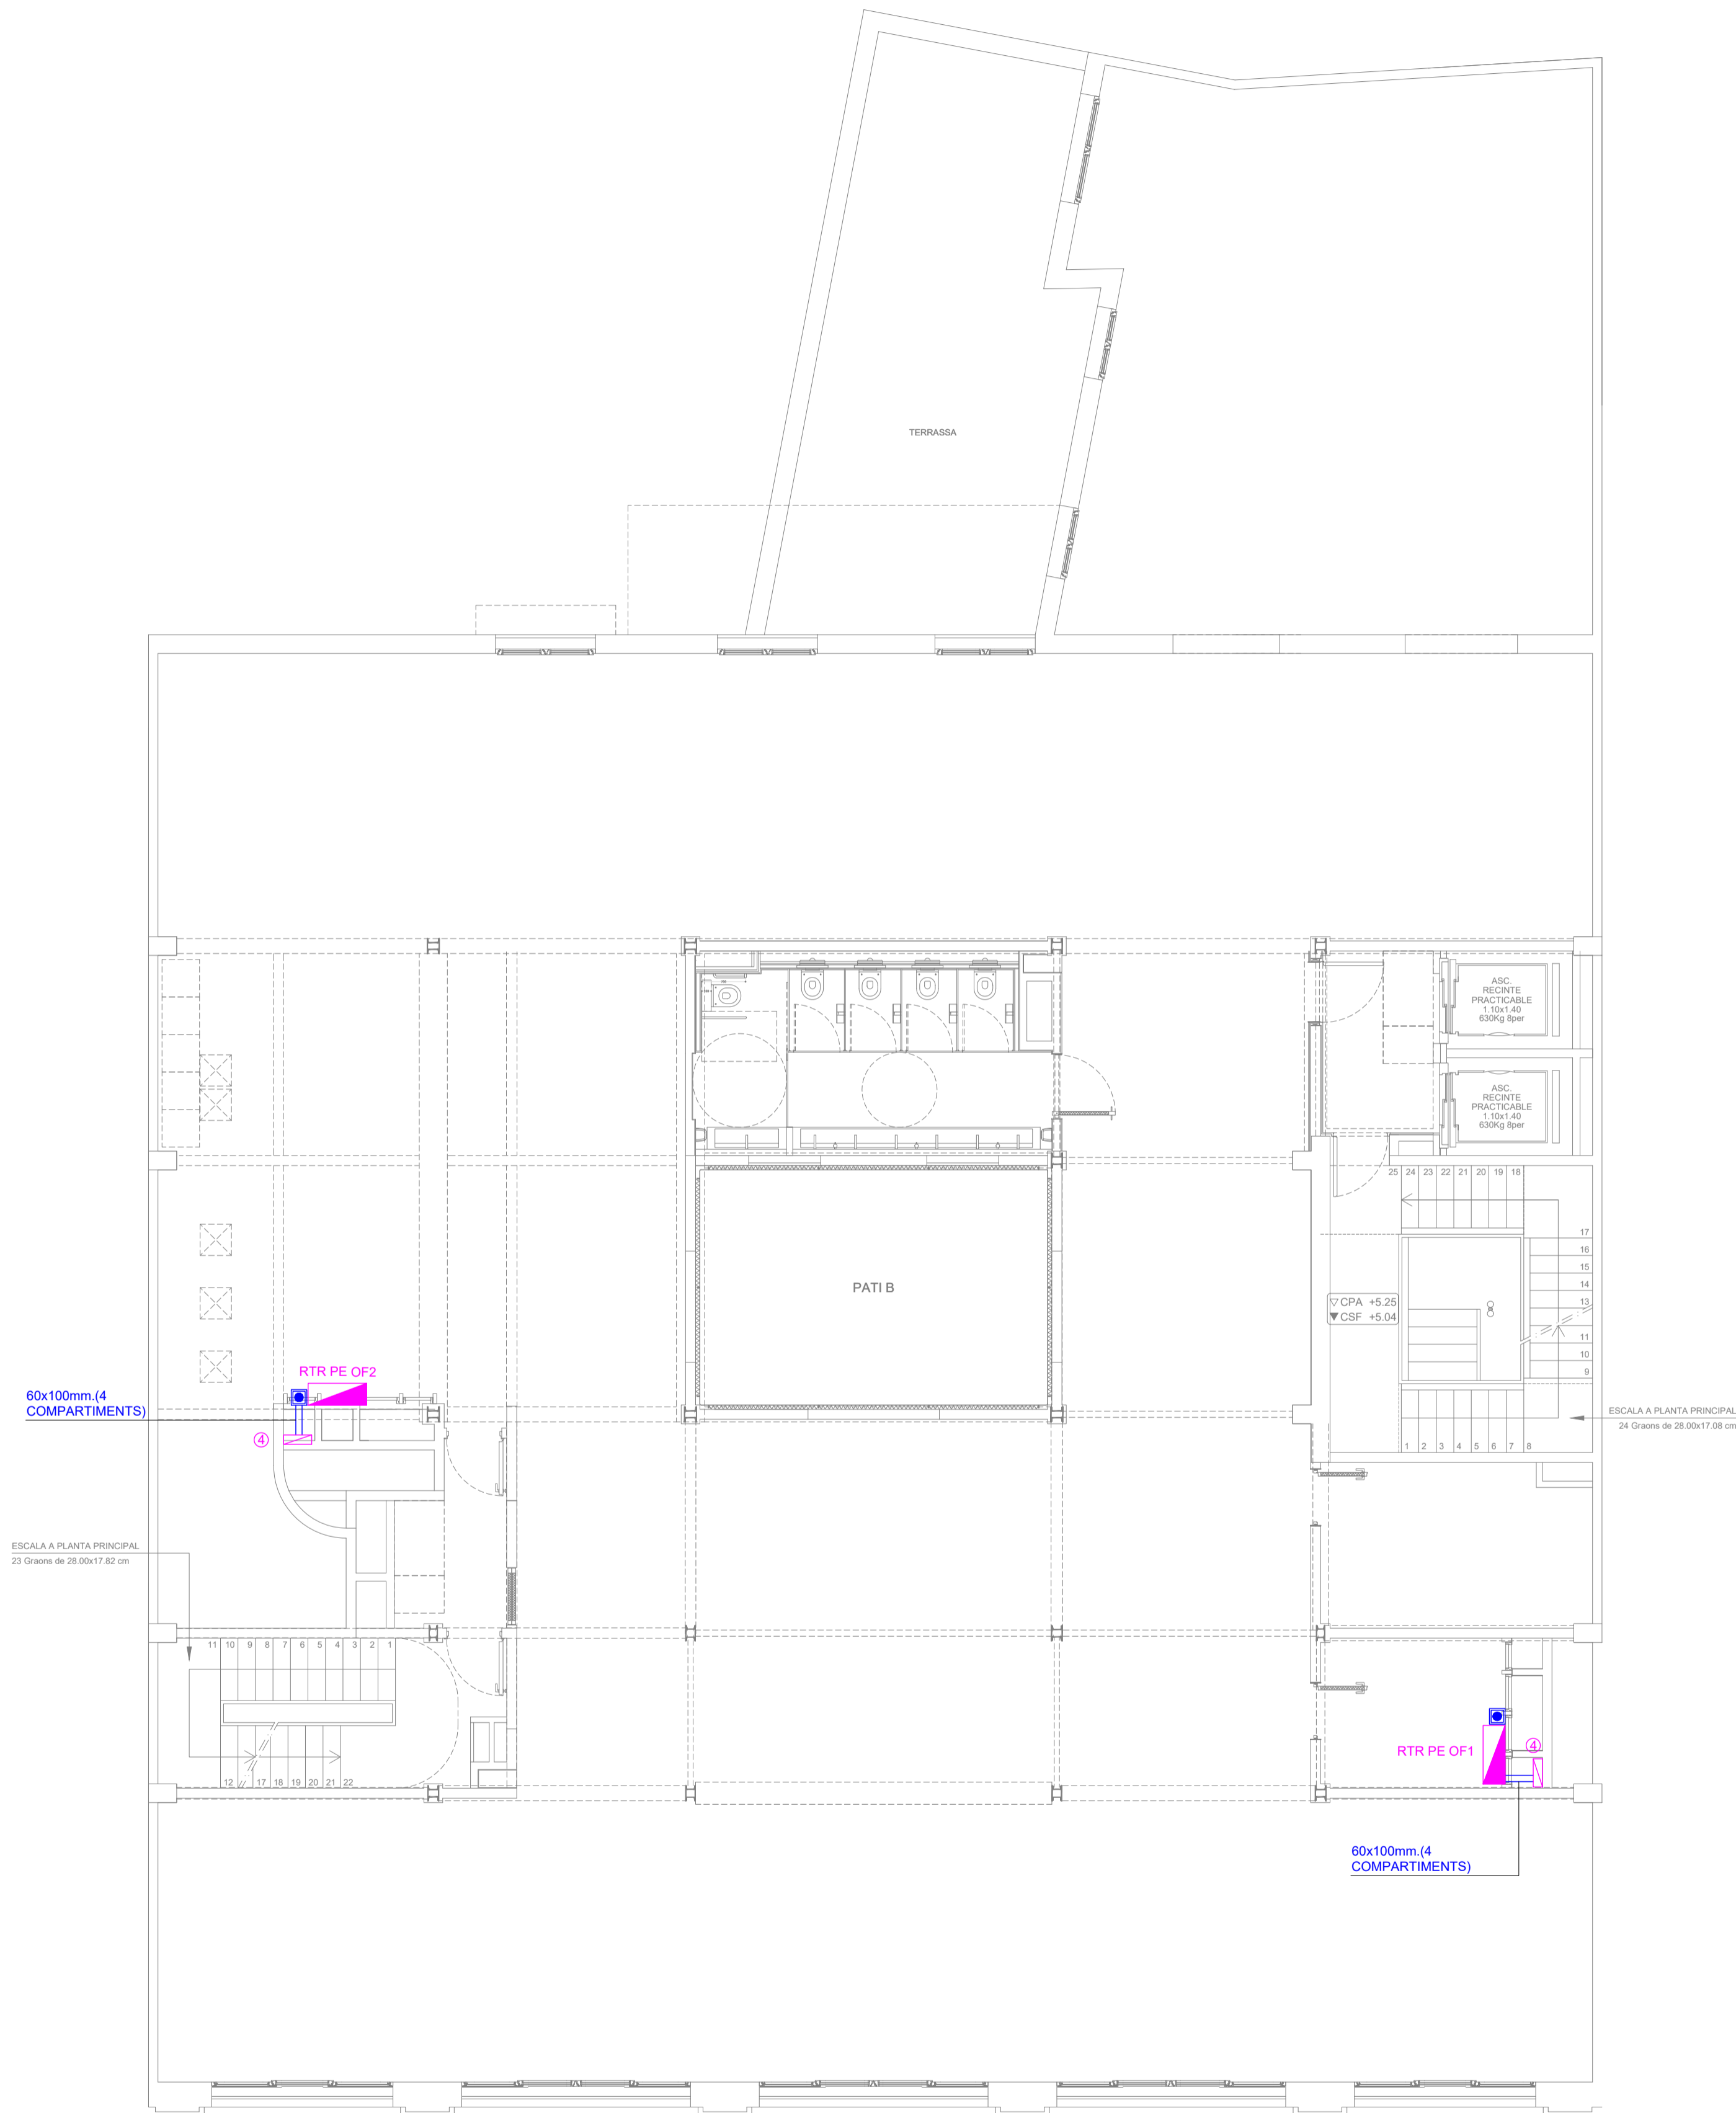 TERRASSA
ASC.
RECINTE
PRACTICABLE
1.10x1.40
630Kg 8per
ASC.
RECINTE
PRACTICABLE
1.10x1.40
630Kg 8per
25 24 23 22 21 20 19 18
17
16
15
14
13
11
10
9
PATI B
CPA +5.25
CSF +5.04
RTR PE OF2
60x100mm.(4
COMPARTIMENTS)
4
ESCALA A PLANTA PRINCIPAL
24 Graons de 28.00x17.08 cm
1 2 3 4 5 6 7 8
ESCALA A PLANTA PRINCIPAL
23 Graons de 28.00x17.82 cm
11 10 9 8 7 6 5 4 3 2 1
12 17 18 19 20 21 22
RTR PE OF1
4
60x100mm.(4
COMPARTIMENTS)